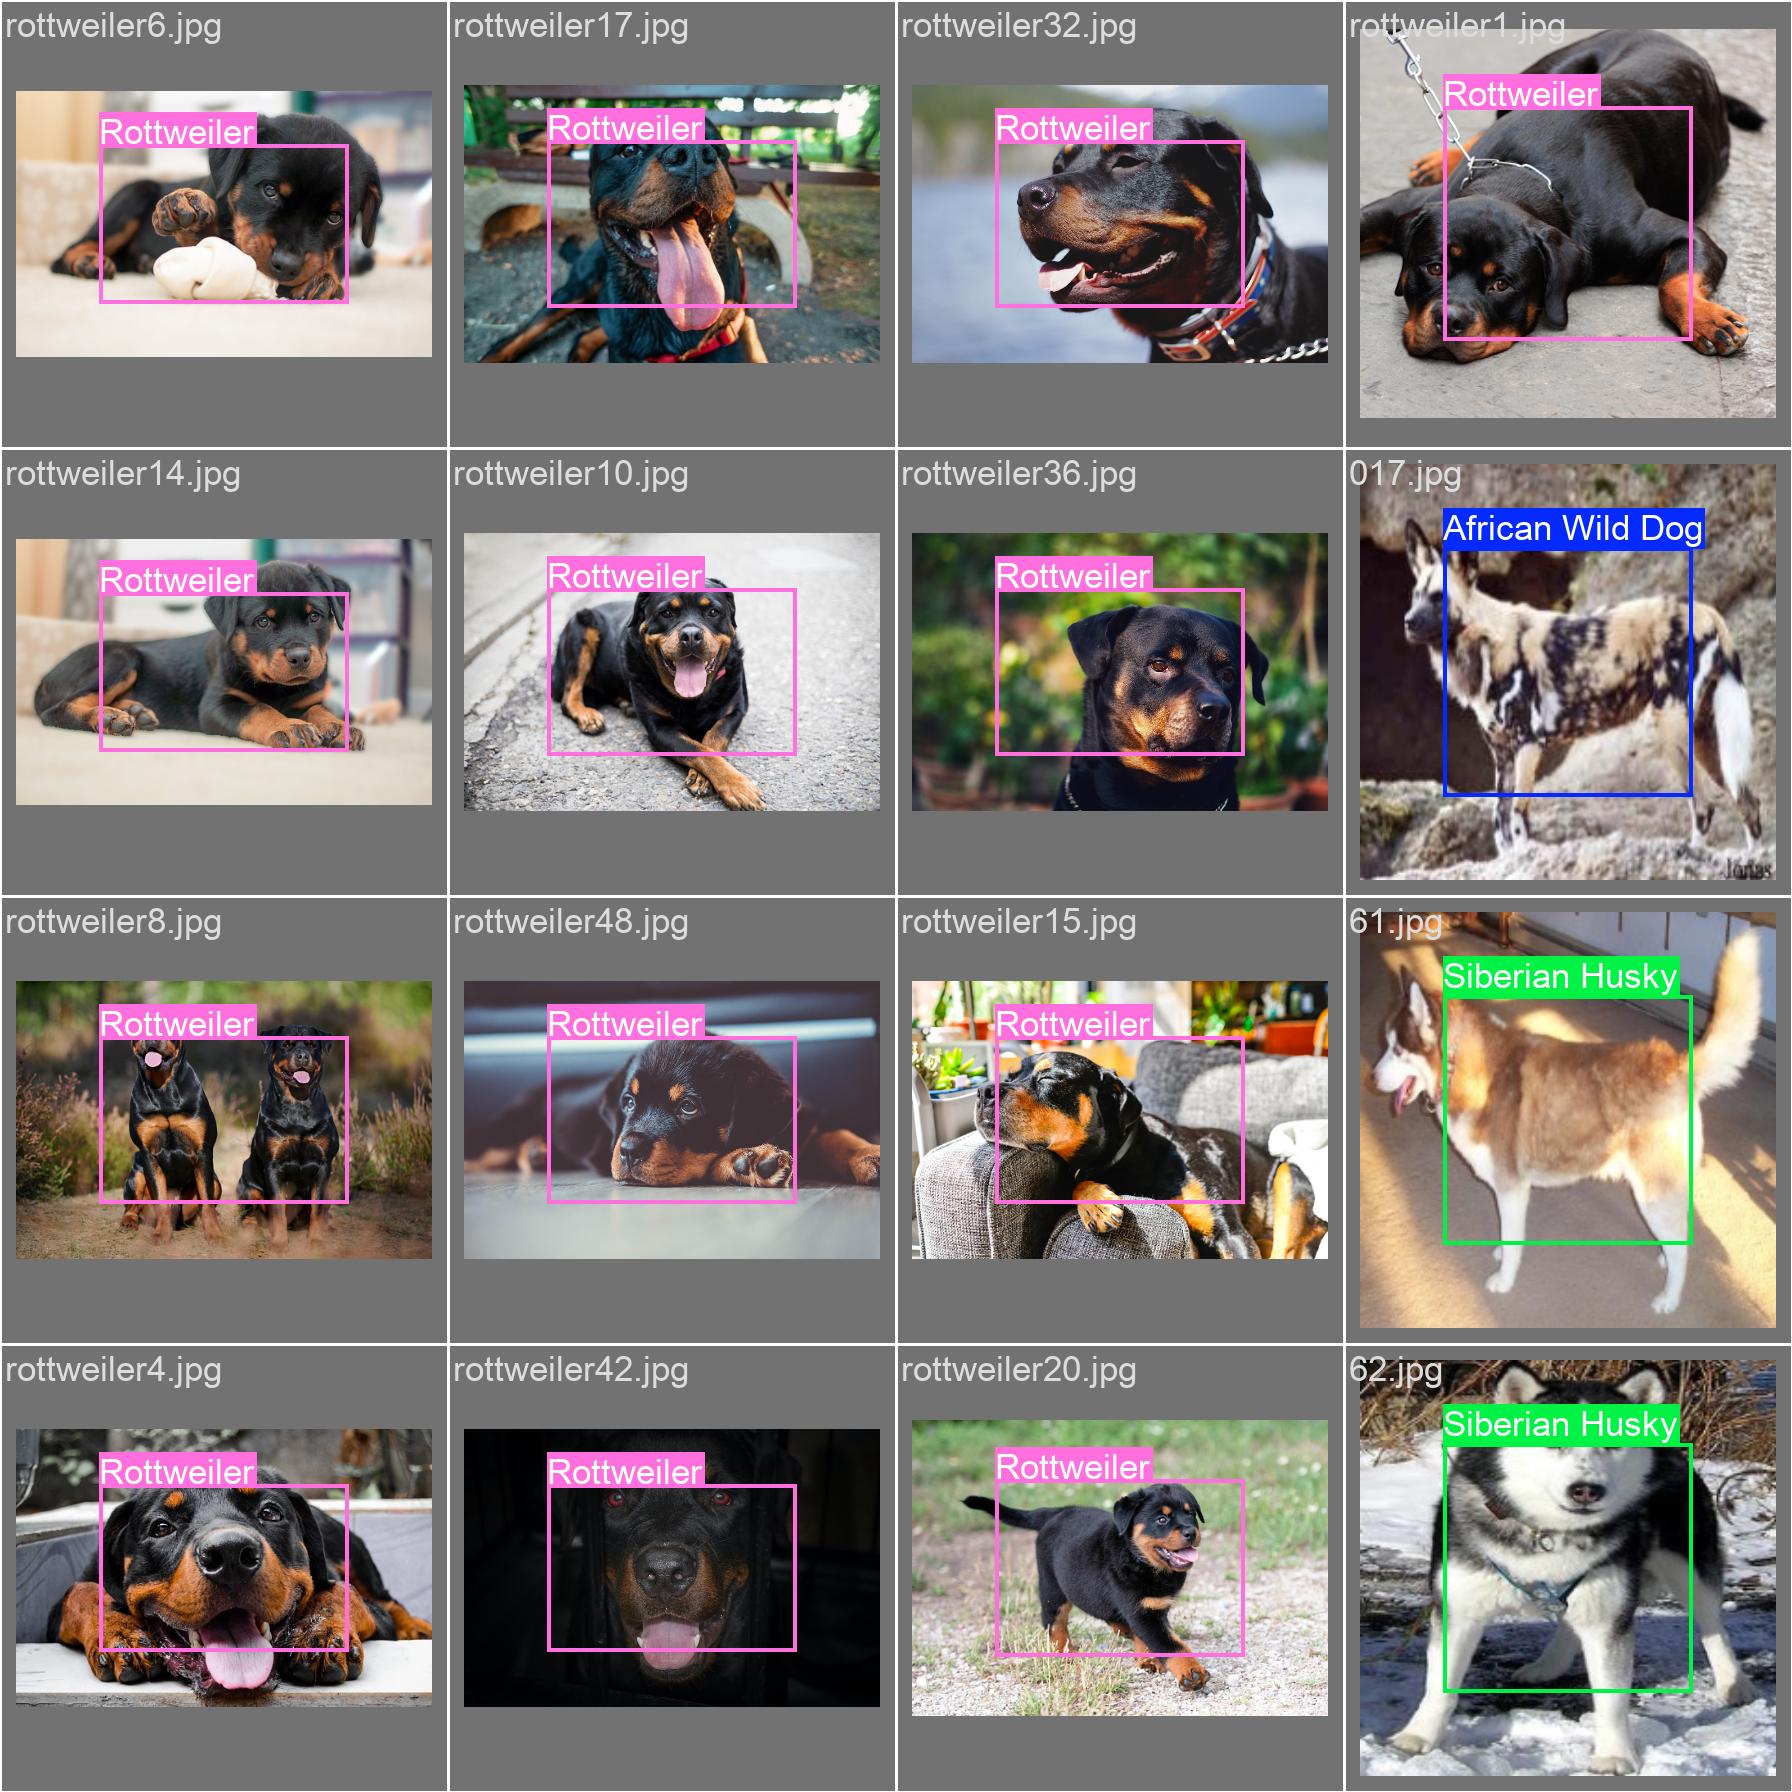 rottweiler6.jpg
Rottweiler
rottweiler17.jpg
Rottweiler
rottweiler32.jpg
Rottweiler
rottweiler1.jpg
Rottweiler
rottweiler14.jpg
Rottweiler
rottweiler10.jpg
Rottweiler
rottweiler36.jpg
Rottweiler
017.jpg
African Wild Dog
Jonas
rottweiler8.jpg
Rottweiler
rottweiler48.jpg
Rottweiler
rottweiler15.jpg
Rottweiler
61.jpg
Siberian Husky
rottweiler4.jpg
Rottweiler
rottweiler42.jpg
Rottweiler
rottweiler20.jpg
Rottweiler
62.jpg
Siberian Husky